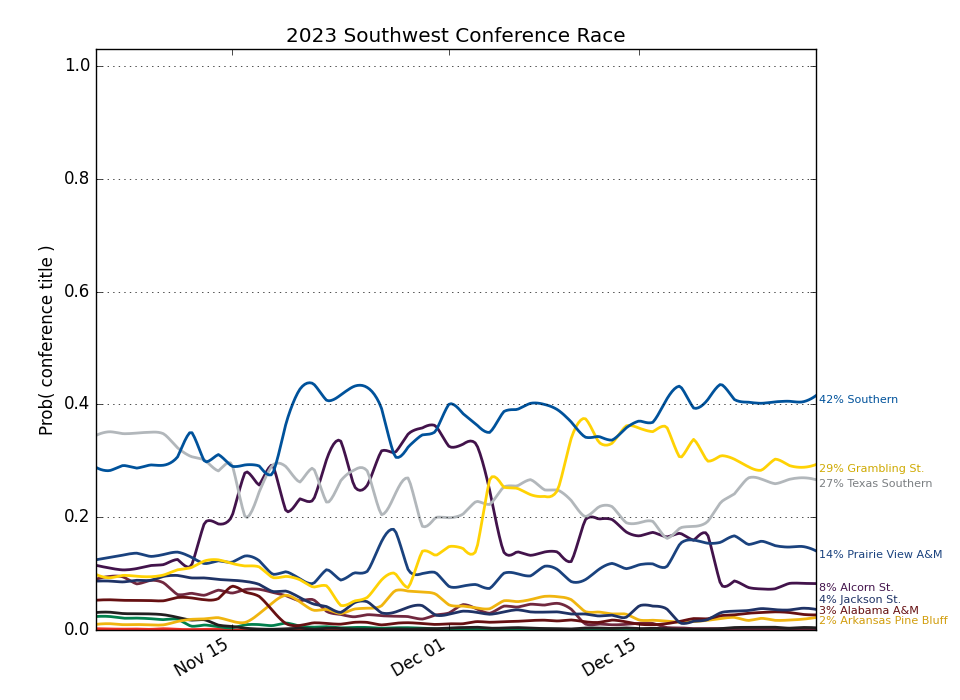 2023 Southwest Conference Race
Prob( conference title )
1.0
0.8
0.6
0.4
0.2
0.0
Nov 15
Dec 01
Dec 15
42% Southern
29% Grambling St.
27% Texas Southern
14% Prairie View A&M
8% Alcorn St.
4% Jackson St.
3% Alabama A&M
2% Arkansas Pine Bluff